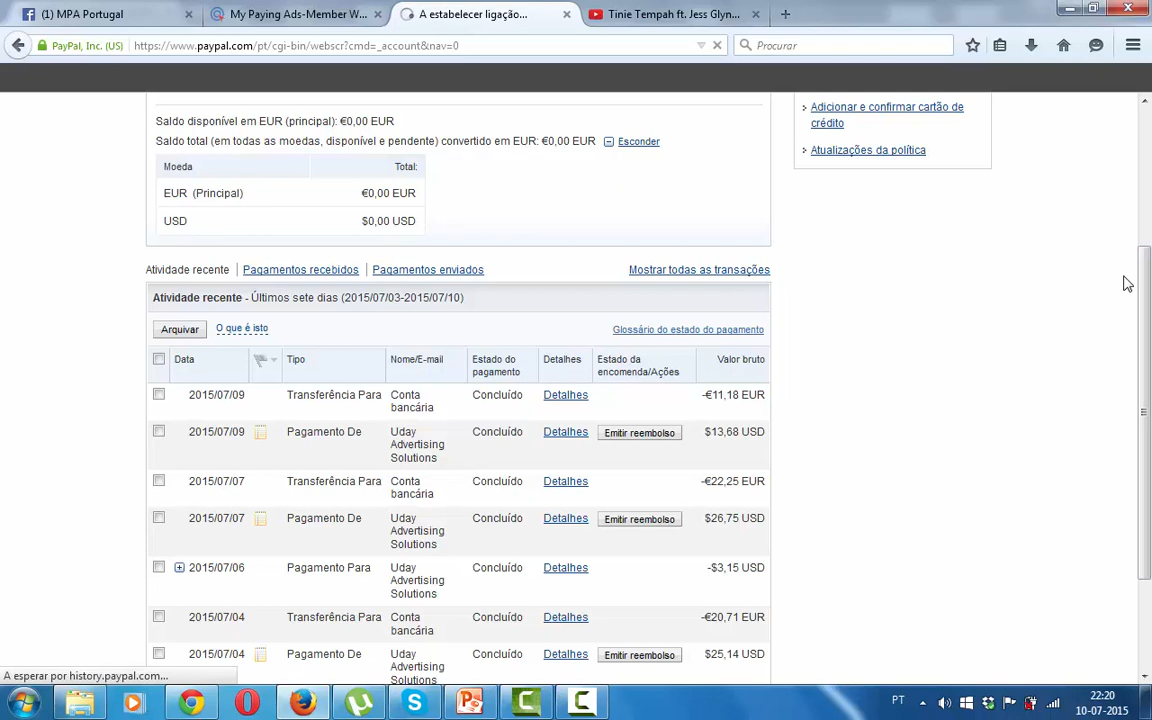 (1) MPA Portugal
My Paying Ads-Member W...
A estabelecer ligação...
Tinie Tempah ft. Jess Glyn...
PayPal, Inc. (US)
https://www.paypal.com/pt/cgi-bin/webscr?cmd=_account&nav=0
Procurar
Adicionar e confirmar cartão de
crédito
Atualizações da política
Saldo disponível em EUR (principal): €0,00 EUR
Saldo total (em todas as moedas, disponível e pendente) convertido em EUR: €0,00 EUR Esconder
Moeda Total:
EUR (Principal) €0,00 EUR
USD $0,00 USD
Atividade recente Pagamentos recebidos Pagamentos enviados Mostrar todas as transações
Atividade recente - Últimos sete dias (2015/07/03-2015/07/10)
Arquivar O que é isto Glossário do estado do pagamento
Data Tipo Nome/E-mail Estado do
pagamento Detalhes Estado da
encomenda/Ações Valor bruto
2015/07/09 Transferência Para Conta
bancária Concluído Detalhes -€11,18 EUR
2015/07/09 Pagamento De Uday
Advertising
Solutions Concluído Detalhes Emitir reembolso $13,68 USD
2015/07/07 Transferência Para Conta
bancária Concluído Detalhes -€22,25 EUR
2015/07/07 Pagamento De Uday
Advertising
Solutions Concluído Detalhes Emitir reembolso $26,75 USD
2015/07/06 Pagamento Para Uday
Advertising
Solutions Concluído Detalhes -$3,15 USD
2015/07/04 Transferência Para Conta
bancária Concluído Detalhes -€20,71 EUR
2015/07/04 Pagamento De Uday
Advertising
Solutions Concluído Detalhes Emitir reembolso $25,14 USD
A esperar por history.paypal.com...
PT
22:20
10-07-2015